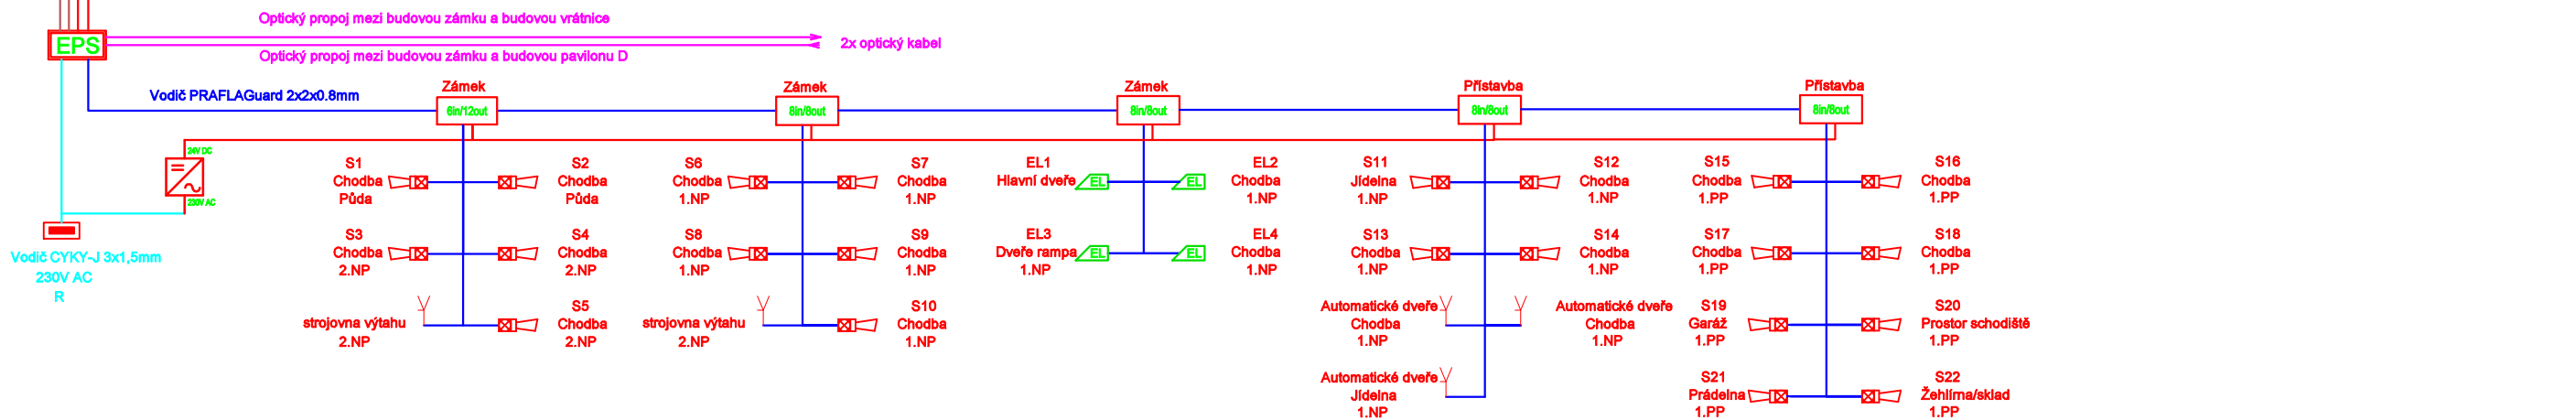 Optický propoj mezi budovou zámku a budovou vrátnice
EPS
2x optický kabel
Optický propoj mezi budovou zámku a budovou pavilonu D
Vodič PRAFLAGuard 2x2x0.8mm
Zámek
6in/12out
Zámek
8in/8out
Zámek
8in/8out
Přístavba
8in/8out
Přístavba
8in/8out
24V DC
230V AC
Vodič CYKY-J 3x1,5mm
230V AC
R
S1
Chodba
Půda
S2
Chodba
Půda
S3
Chodba
2.NP
S4
Chodba
2.NP
strojovna výtahu
2.NP
S5
Chodba
2.NP
S6
Chodba
1.NP
S7
Chodba
1.NP
S8
Chodba
1.NP
S9
Chodba
1.NP
strojovna výtahu
2.NP
S10
Chodba
1.NP
EL1
Hlavní dveře
EL
EL
EL2
Chodba
1.NP
EL3
Dveře rampa
1.NP
EL
EL
EL4
Chodba
1.NP
S11
Jídelna
1.NP
S12
Chodba
1.NP
S13
Chodba
1.NP
S14
Chodba
1.NP
Automatické dveře
Chodba
1.NP
Automatické dveře
Chodba
1.NP
Automatické dveře
Jídelna
1.NP
S15
Chodba
1.PP
S16
Chodba
1.PP
S17
Chodba
1.PP
S18
Chodba
1.PP
S19
Garáž
1.PP
S20
Prostor schodiště
1.PP
S21
Prádelna
1.PP
S22
Žehlírna/sklad
1.PP